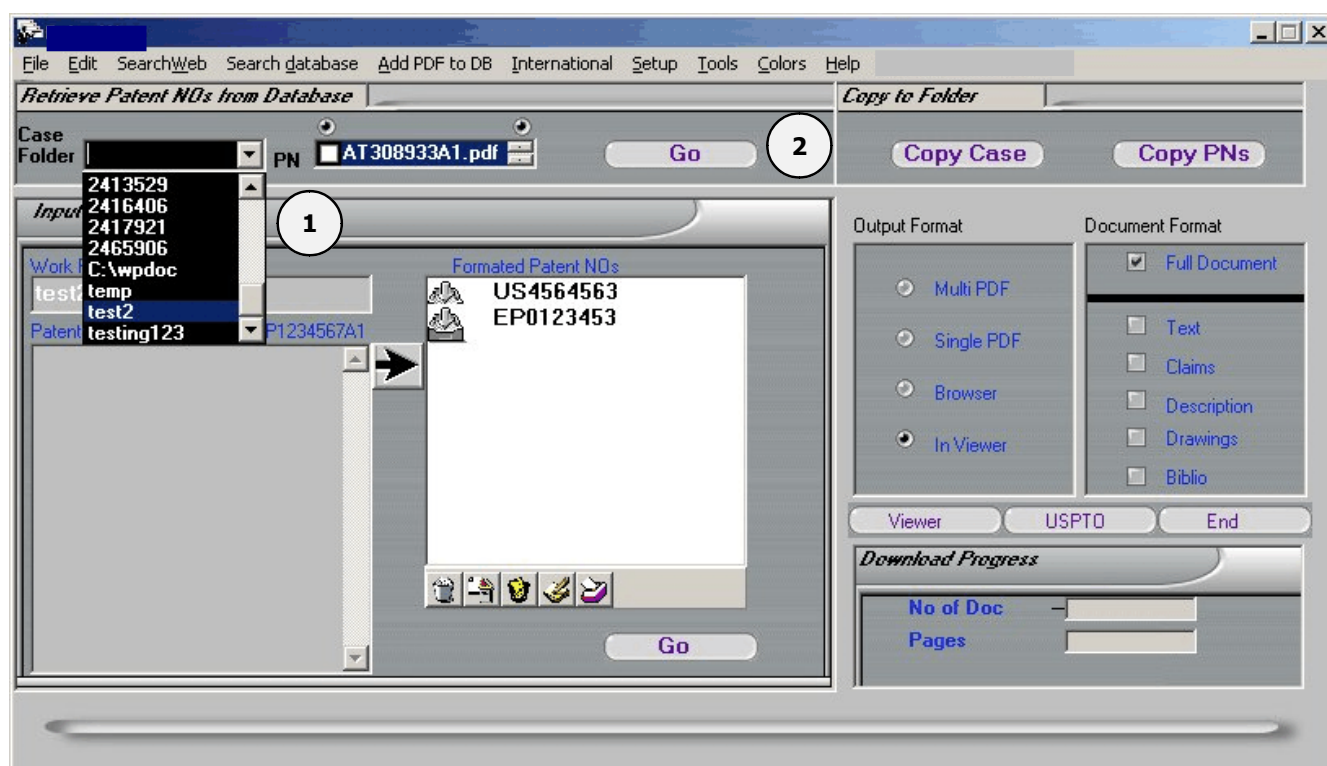 File Edit SearchWeb Search database Add PDF to DB International Setup Tools Colors Help
Retrieve Patent NOs from Database
Copy to Folder
Case
Folder
PN
AT308933A1.pdf
Go
2
Copy Case
Copy PNs
2413529
2416406
2417921
2465906
C:\wpdoc
temp
test2
testing123
1
Input
Work
test2
Patent
P1234567A1
Formated Patent NOs
US4564563
EP0123453
Go
Output Format
Multi PDF
Single PDF
Browser
In Viewer
Document Format
Full Document
Text
Claims
Description
Drawings
Biblio
Viewer
USPTO
End
Download Progress
No of Doc
Pages